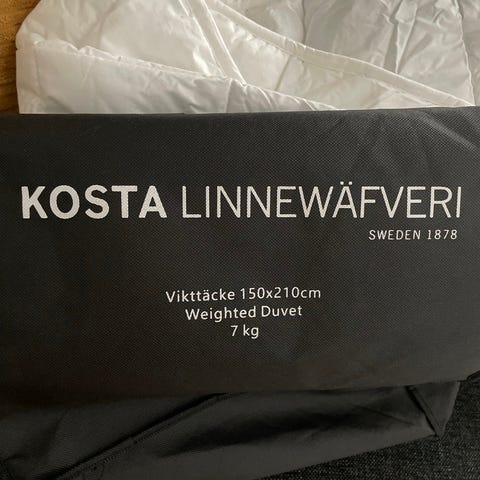 KOSTA LINNEWÄFVERI
SWEDEN 1878
Vikttäcke 150x210cm
Weighted Duvet
7 kg